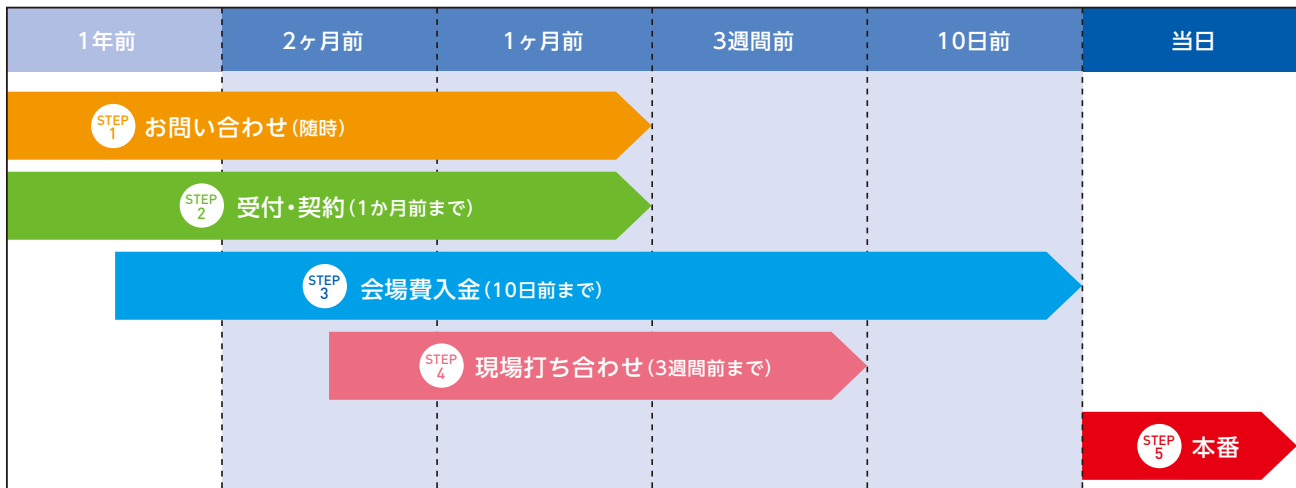 1年前 2ヶ月前 1ヶ月前 3週間前 10日前 当日
STEP 1 お問い合わせ(随時)
STEP 2 受付・契約(1か月前まで)
STEP 3 会場費入金(10日前まで)
STEP 4 現場打ち合わせ(3週間前まで)
STEP 5 本番